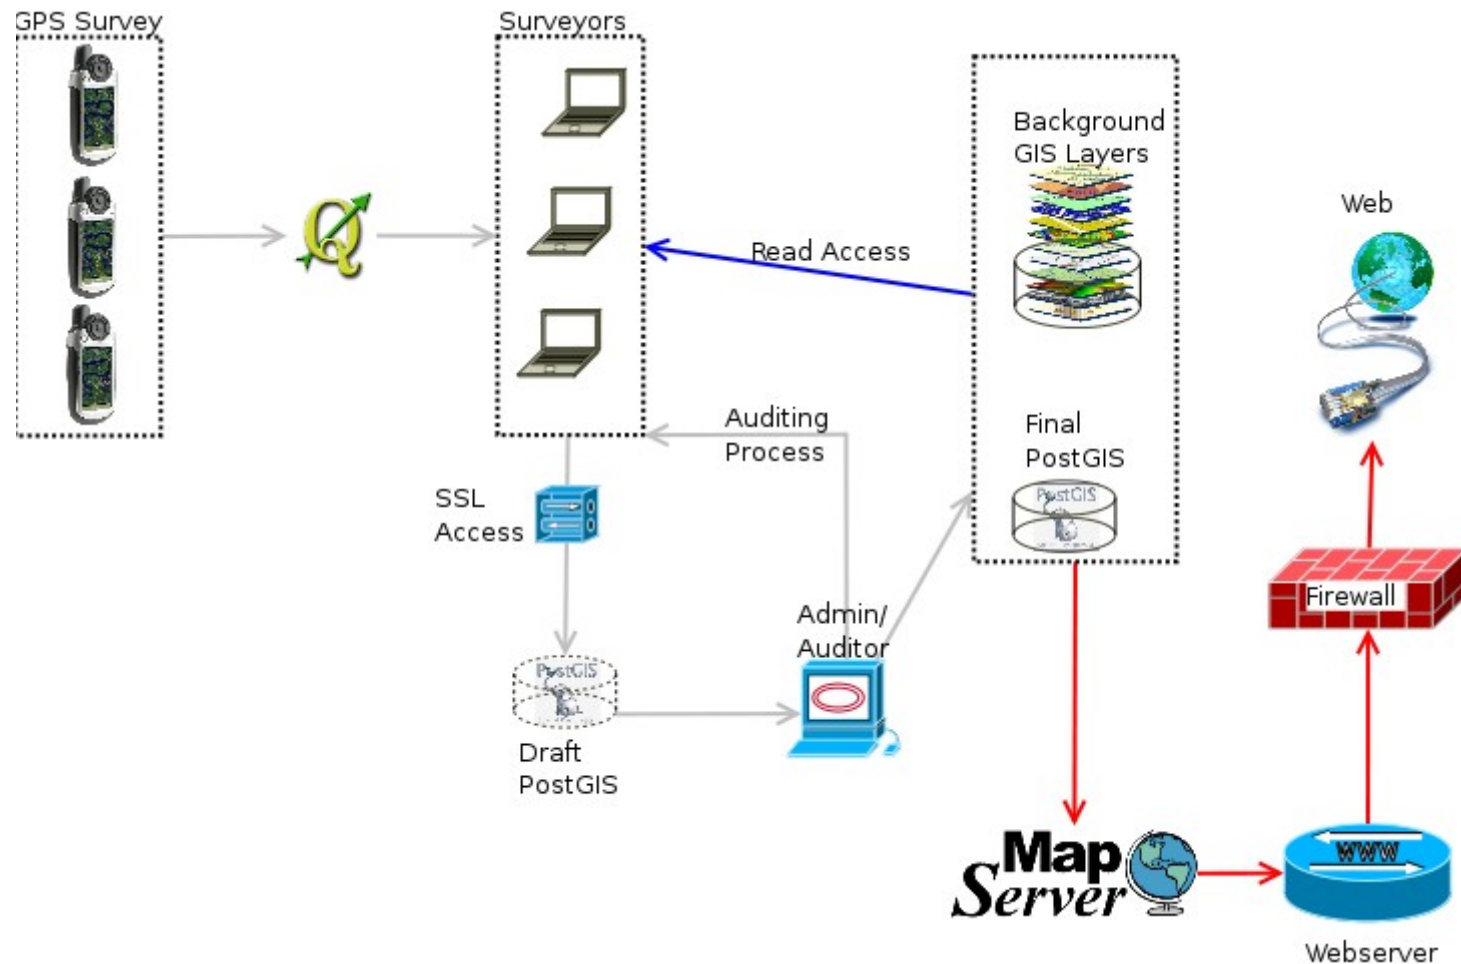 GPS Survey
Surveyors
Background
GIS Layers
Web
Read Access
Auditing
Process
Final
PostGIS
PostGIS
SSL
Access
Firewall
Admin/
Auditor
PostGIS
Draft
PostGIS
Map
Server
WWW
Webserver